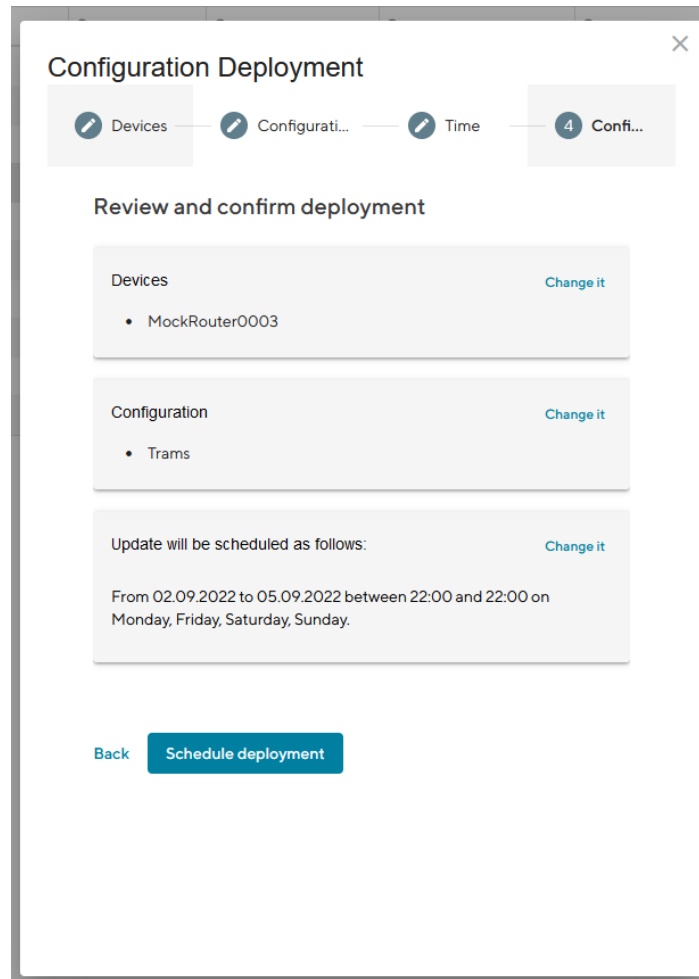 Configuration Deployment
Devices
Configurati...
Time
4 Confi...
Review and confirm deployment
Devices
Change it
• MockRouter0003
Configuration
Change it
• Trams
Update will be scheduled as follows:
Change it
From 02.09.2022 to 05.09.2022 between 22:00 and 22:00 on
Monday, Friday, Saturday, Sunday.
Back
Schedule deployment